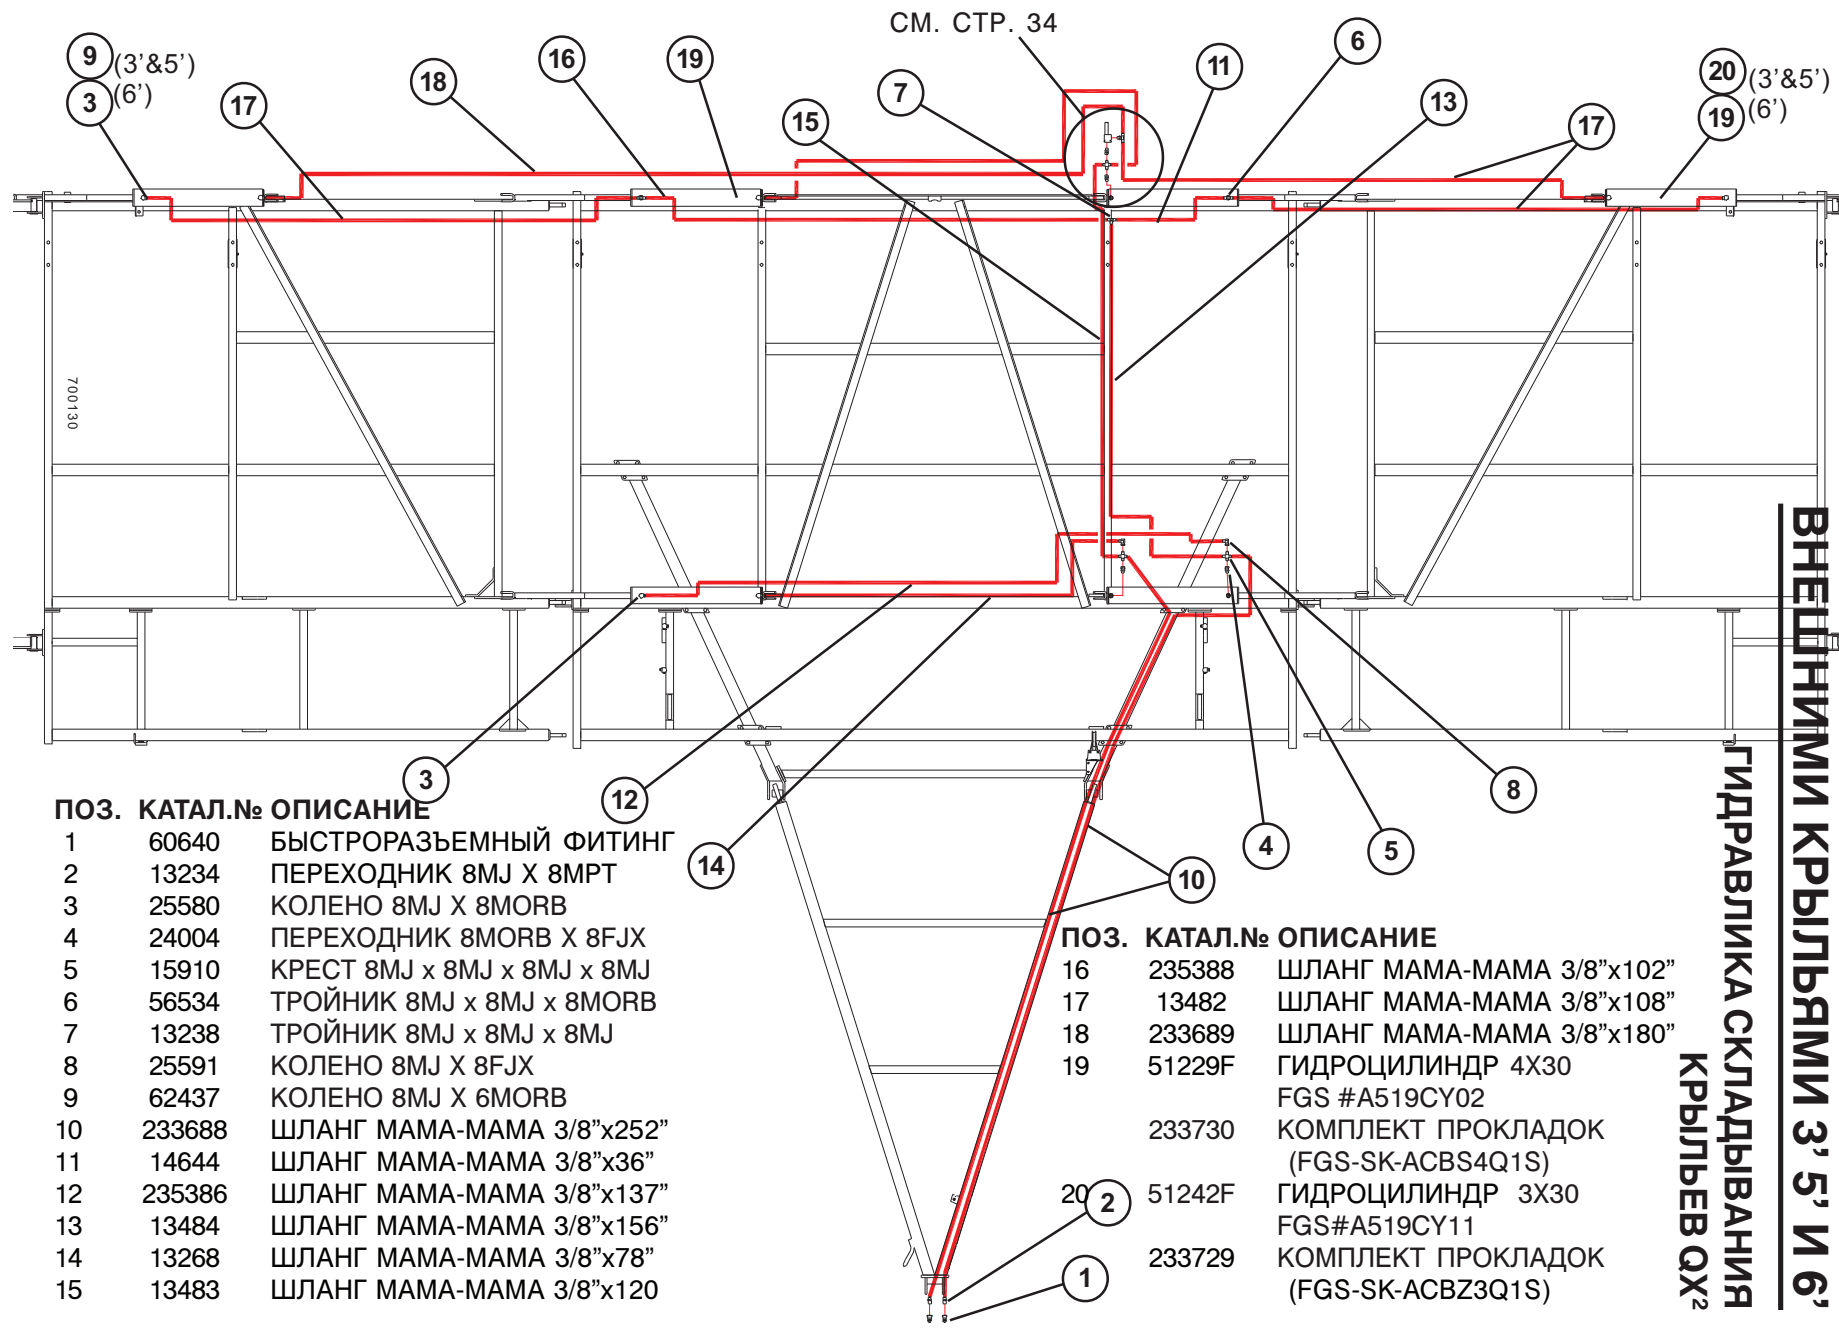 СМ. СТР. 34
9 (3’&5’)
3 (6’)
17
18
16
19
15
7
11
6
13
17
20 (3’&5’)
19 (6’)
700130
3
12
14
10
4
5
8
2
1
ПОЗ. КАТАЛ.№ ОПИСАНИЕ
1 60640 БЫСТРОРАЗЪЕМНЫЙ ФИТИНГ
2 13234 ПЕРЕХОДНИК 8MJ X 8MPT
3 25580 КОЛЕНО 8MJ X 8MORB
4 24004 ПЕРЕХОДНИК 8MORB X 8FJX
5 15910 КРЕСТ 8MJ x 8MJ x 8MJ x 8MJ
6 56534 ТРОЙНИК 8MJ x 8MJ x 8MORB
7 13238 ТРОЙНИК 8MJ x 8MJ x 8MJ
8 25591 КОЛЕНО 8MJ X 8FJX
9 62437 КОЛЕНО 8MJ X 6MORB
10 233688 ШЛАНГ МАМА-МАМА 3/8”x252”
11 14644 ШЛАНГ МАМА-МАМА 3/8”x36”
12 235386 ШЛАНГ МАМА-МАМА 3/8”x137”
13 13484 ШЛАНГ МАМА-МАМА 3/8”x156”
14 13268 ШЛАНГ МАМА-МАМА 3/8”x78”
15 13483 ШЛАНГ МАМА-МАМА 3/8”x120
ПОЗ. КАТАЛ.№ ОПИСАНИЕ
16 235388 ШЛАНГ МАМА-МАМА 3/8”x102”
17 13482 ШЛАНГ МАМА-МАМА 3/8”x108”
18 233689 ШЛАНГ МАМА-МАМА 3/8”x180”
19 51229F ГИДРОЦИЛИНДР 4X30
FGS #A519CY02
233730 КОМПЛЕКТ ПРОКЛАДОК
(FGS-SK-ACBS4Q1S)
20 51242F ГИДРОЦИЛИНДР 3X30
FGS#A519CY11
233729 КОМПЛЕКТ ПРОКЛАДОК
(FGS-SK-ACBZ3Q1S)
ВНЕШНИМИ КРЫЛЬЯМИ 3’ 5’ И 6’
ГИДРАВЛИКА СКЛАДЫВАНИЯ
КРЫЛЬЕВ QX²